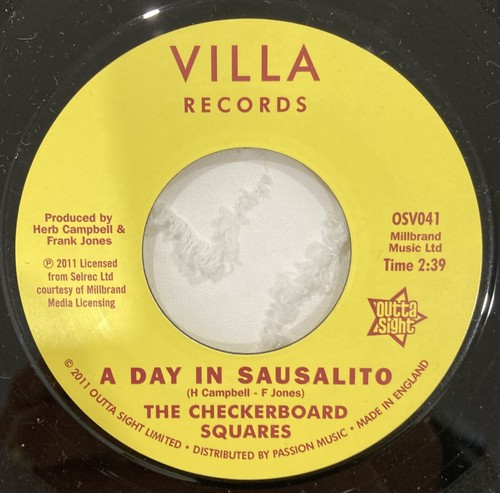 VILLA
RECORDS
Produced by
Herb Campbell &
Frank Jones
℗ 2011 Licensed
from Selrec Ltd
courtesy of Millbrand
Media Licensing
OSV041
Millbrand
Music Ltd
Time 2:39
outta
sight
A DAY IN SAUSALITO
(H Campbell - F Jones)
THE CHECKERBOARD
SQUARES
© 2011 OUTTA SIGHT LIMITED • DISTRIBUTED BY PASSION MUSIC • MADE IN ENGLAND